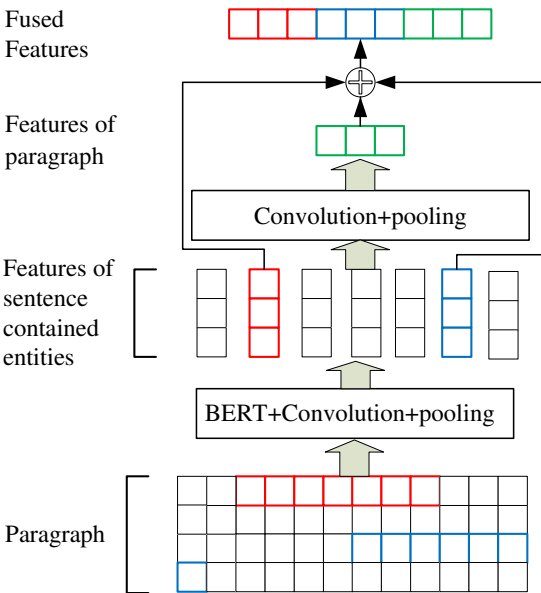 Fused
Features
Features of
paragraph
Convolution+pooling
Features of
sentence
contained
entities
BERT+Convolution+pooling
Paragraph